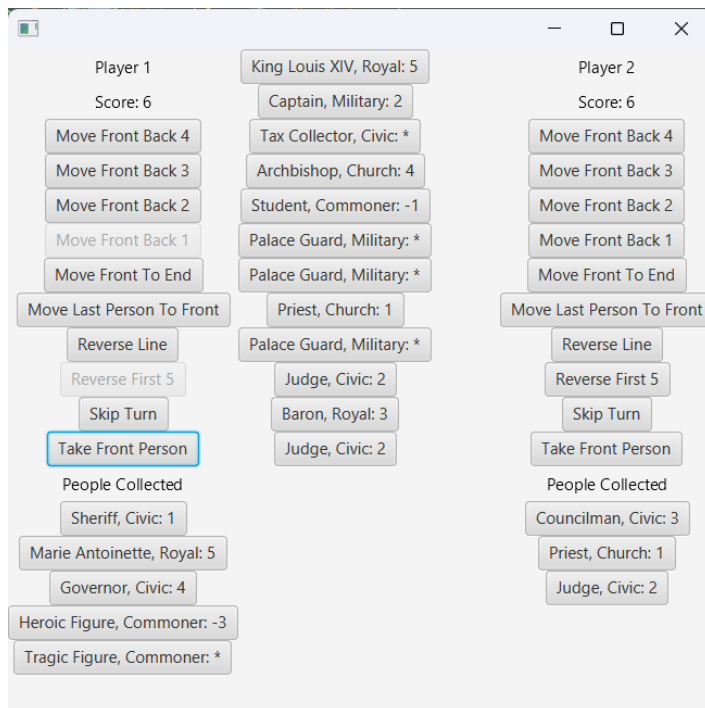 Player 1
Score: 6
Move Front Back 4
Move Front Back 3
Move Front Back 2
Move Front Back 1
Move Front To End
Move Last Person To Front
Reverse Line
Reverse First 5
Skip Turn
Take Front Person
People Collected
Sheriff, Civic: 1
Marie Antoinette, Royal: 5
Governor, Civic: 4
Heroic Figure, Commoner: -3
Tragic Figure, Commoner: *
King Louis XIV, Royal: 5
Captain, Military: 2
Tax Collector, Civic: *
Archbishop, Church: 4
Student, Commoner: -1
Palace Guard, Military: *
Palace Guard, Military: *
Priest, Church: 1
Palace Guard, Military: *
Judge, Civic: 2
Baron, Royal: 3
Judge, Civic: 2
Player 2
Score: 6
Move Front Back 4
Move Front Back 3
Move Front Back 2
Move Front Back 1
Move Front To End
Move Last Person To Front
Reverse Line
Reverse First 5
Skip Turn
Take Front Person
People Collected
Councilman, Civic: 3
Priest, Church: 1
Judge, Civic: 2